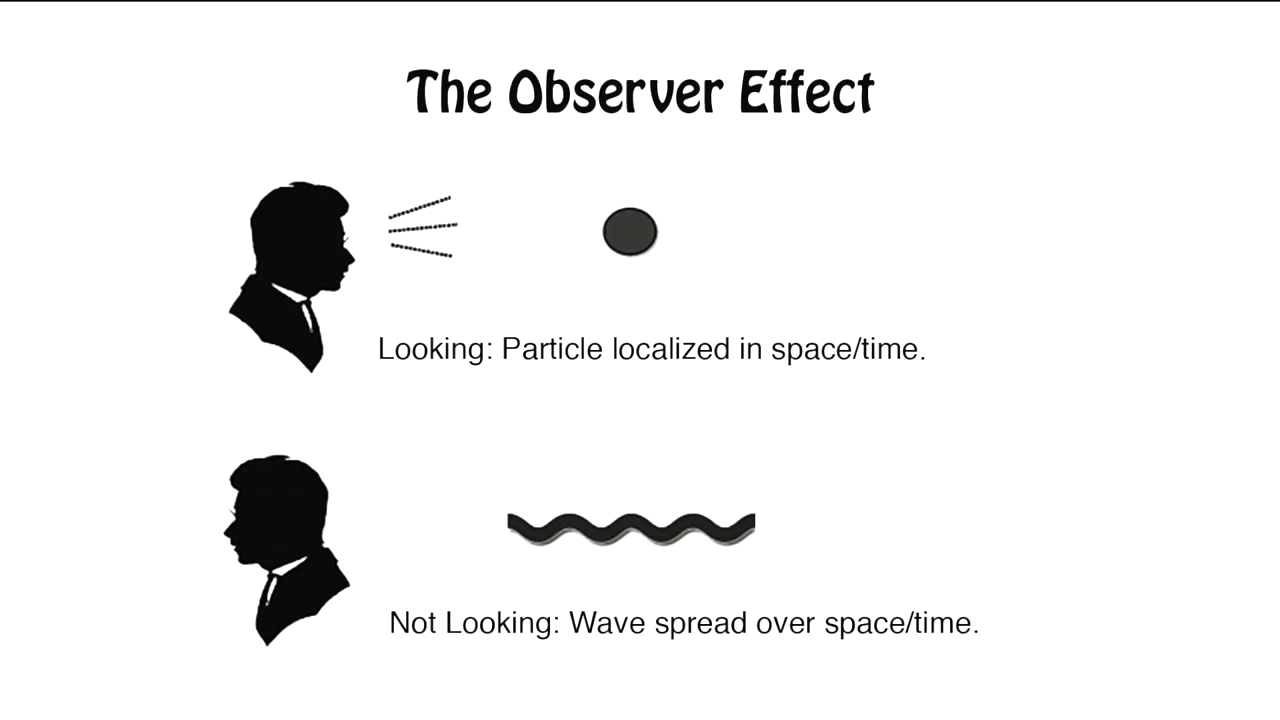 The Observer Effect
Looking: Particle localized in space/time.
Not Looking: Wave spread over space/time.